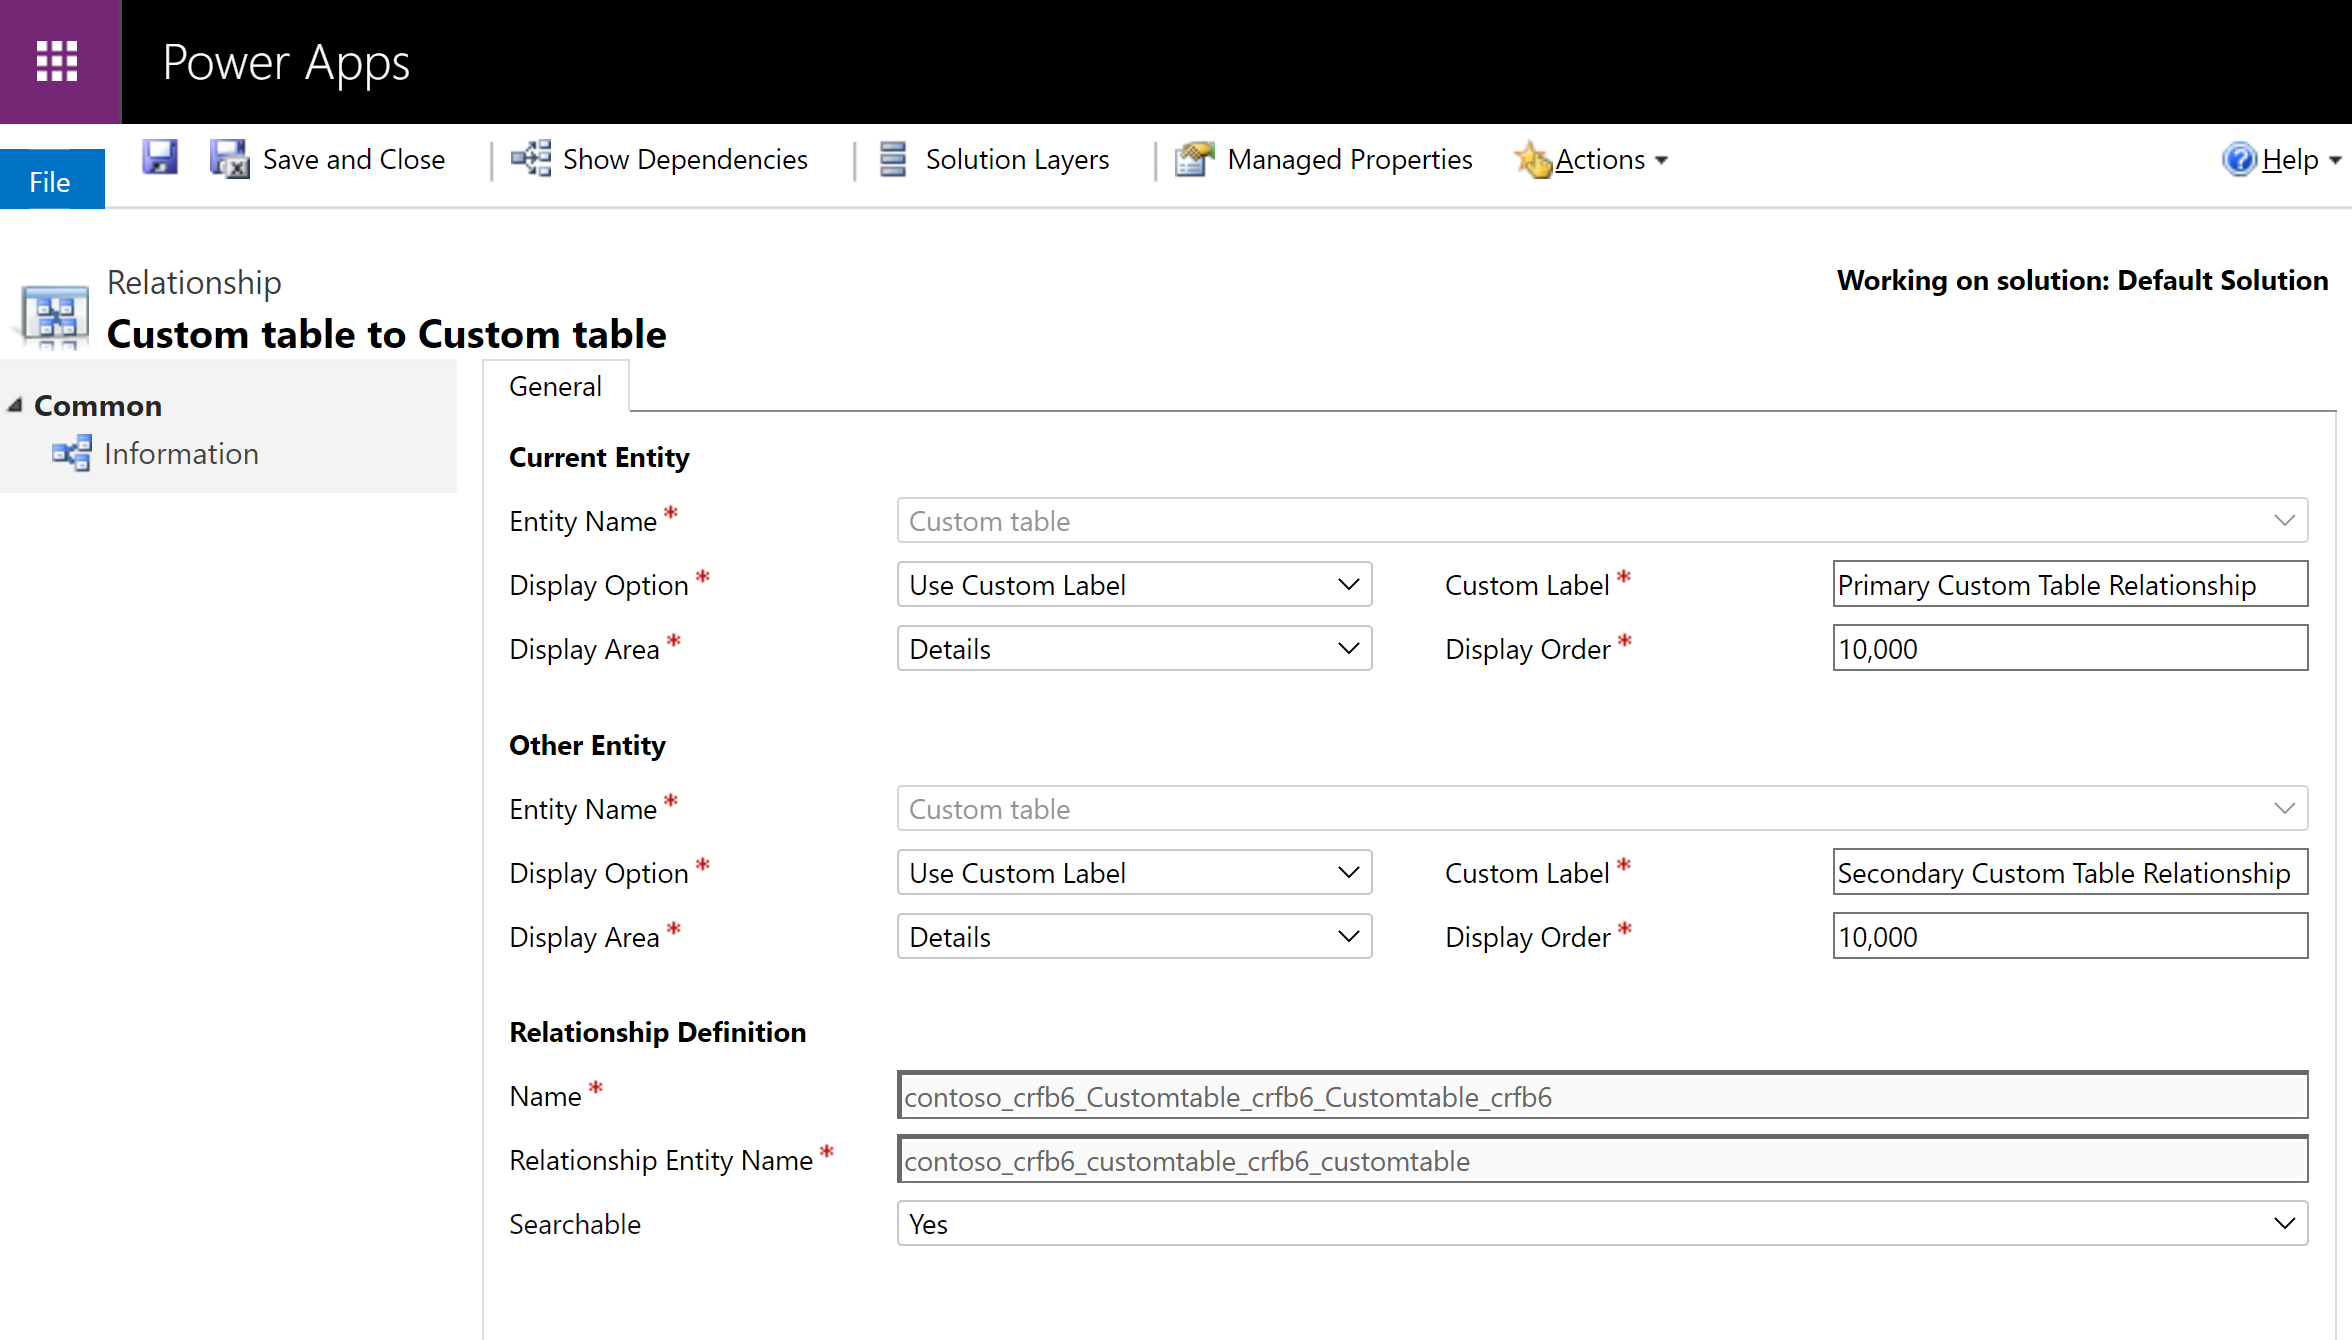 Power Apps
File
Save and Close
Show Dependencies
Solution Layers
Managed Properties
Actions
Help
Relationship
Custom table to Custom table
Working on solution: Default Solution
Common
Information
General
Current Entity
Entity Name * Custom table
Display Option * Use Custom Label Custom Label * Primary Custom Table Relationship
Display Area * Details Display Order * 10,000
Other Entity
Entity Name * Custom table
Display Option * Use Custom Label Custom Label * Secondary Custom Table Relationship
Display Area * Details Display Order * 10,000
Relationship Definition
Name * contoso_crfb6_Customtable_crfb6_Customtable_crfb6
Relationship Entity Name * contoso_crfb6_customtable_crfb6_customtable
Searchable Yes